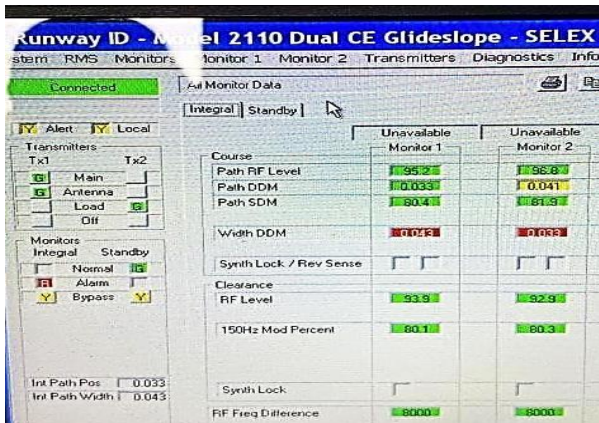 Runway ID - Model 2110 Dual CE Glideslope - SELEX
stem RMS Monitors Monitor 1 Monitor 2 Transmitters Diagnostics Info
Connected
All Monitor Data
Integral Standby
Y Alert Y Local
Unavailable Unavailable
Transmitters
Monitor 1 Monitor 2
Tx1 Tx2
Course
G Main
Path RF Level 95.2 96.8
G Antenna
Path DDM 0.033 0.041
Load G
Path SDM 80.4 81.9
Off
Width DDM 0.043 0.033
Monitors
Integral Standby
Normal G
Synth Lock / Rev Sense
R Alarm
Clearance
Y Bypass Y
RF Level 93.9 92.9
150Hz Mod Percent 80.1 80.3
Int Path Pos 0.033
Int Path Width 0.043
Synth Lock
RF Freq Difference 8000 8000